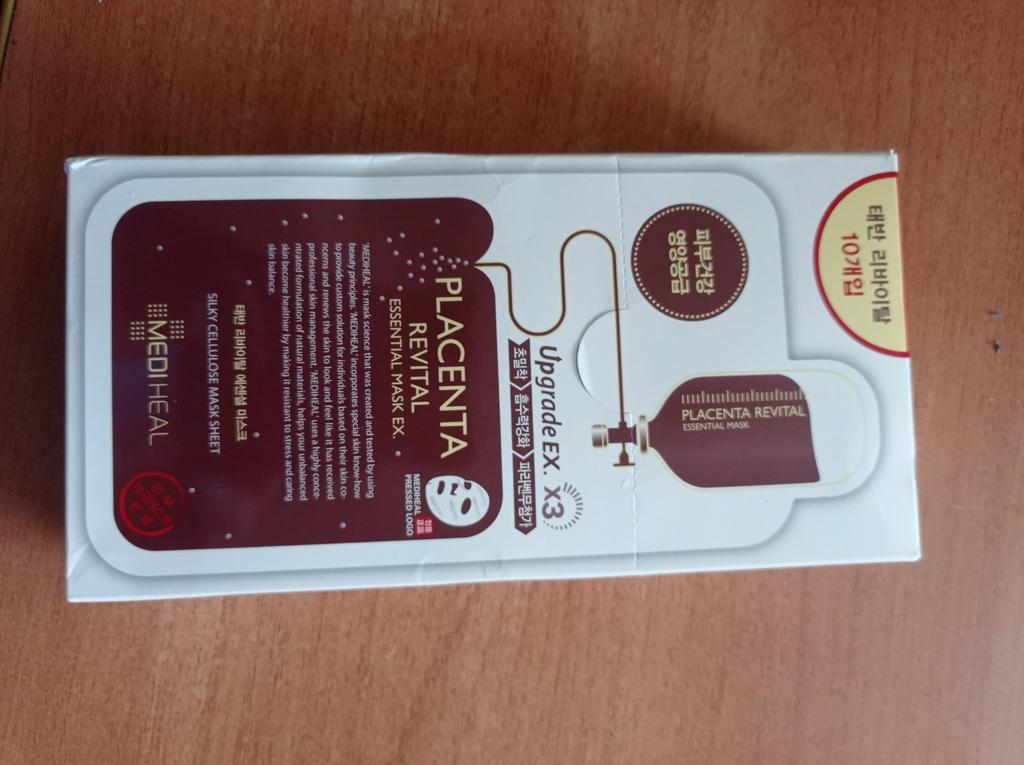 태반 리바이탈
10개입
PLACENTA REVITAL
ESSENTIAL MASK
피부건강
영양공급
Upgrade EX. X3
초밀착 흡수력강화 파라벤무첨가
PLACENTA
REVITAL
ESSENTIAL MASK EX.
정품
MEDIHEAL
PRESSED LOGO
'MEDIHEAL' is mask science that was created and tested by using
beauty principles. 'MEDIHEAL' incorporates special skin know-how
to provide custom solution for individuals based on their skin co-
ncerns and renews the skin to look and feel like it has received
professional skin management. 'MEDIHEAL' uses a highly conce-
ntrated formulation of natural materials, helps your unbalanced
skin become healthier by making it resistant to stress and caring
skin balance.
태반 리바이탈 에센셜 마스크
SILKY CELLULOSE MASK SHEET
MEDIHEAL